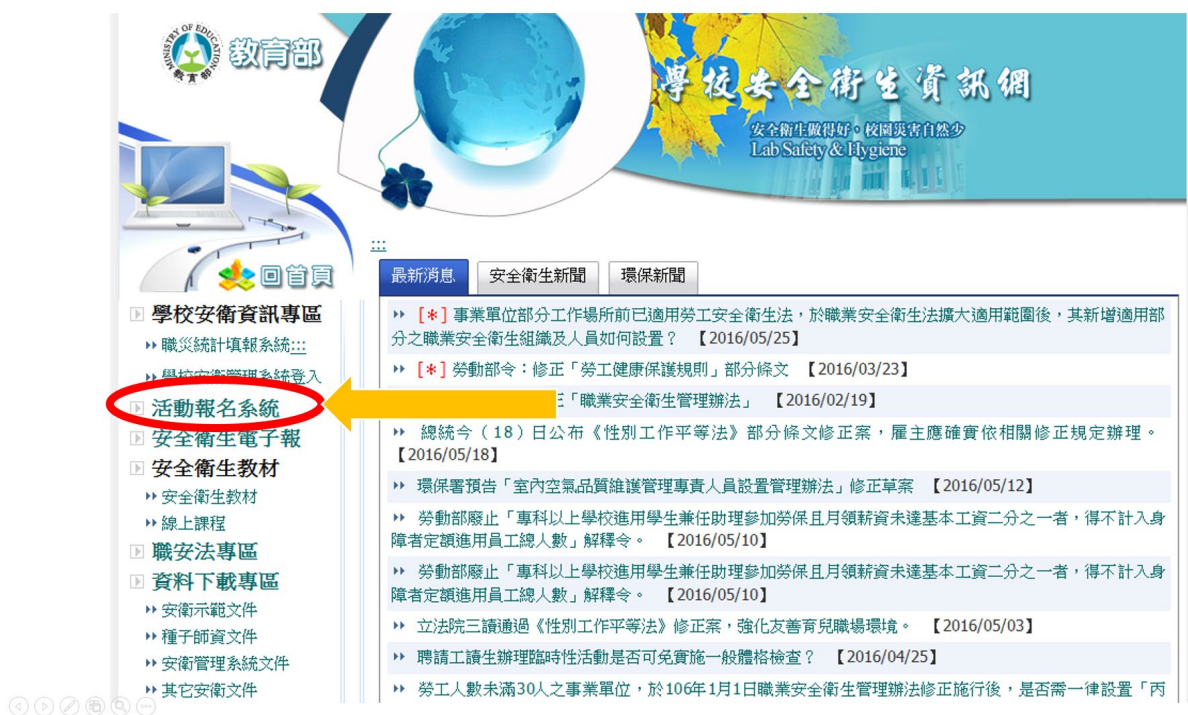 MINISTRY OF EDUCATION
教育部
教育部
學校安全衛生資訊網
安全衛生做得好，校園災害自然少
Lab Safety & Hygiene
回首頁
:::
最新消息 安全衛生新聞 環保新聞
學校安衛資訊專區
職災統計填報系統:::
學校安衛管理系統登入
活動報名系統
安全衛生電子報
安全衛生教材
安全衛生教材
線上課程
職安法專區
資料下載專區
安衛示範文件
種子師資文件
安衛管理系統文件
其它安衛文件
[*] 事業單位部分工作場所前已適用勞工安全衛生法，於職業安全衛生法擴大適用範圍後，其新增適用部
分之職業安全衛生組織及人員如何設置？ 【2016/05/25】
[*] 勞動部令：修正「勞工健康保護規則」部分條文 【2016/03/23】
「職業安全衛生管理辦法」 【2016/02/19】
總統今（18）日公布《性別工作平等法》部分條文修正案，雇主應確實依相關修正規定辦理。
【2016/05/18】
環保署預告「室內空氣品質維護管理專責人員設置管理辦法」修正草案 【2016/05/12】
勞動部廢止「專科以上學校進用學生兼任助理參加勞保且月領薪資未達基本工資二分之一者，得不計入身
障者定額進用員工總人數」解釋令。 【2016/05/10】
勞動部廢止「專科以上學校進用學生兼任助理參加勞保且月領薪資未達基本工資二分之一者，得不計入身
障者定額進用員工總人數」解釋令。 【2016/05/10】
立法院三讀通過《性別工作平等法》修正案，強化友善育兒職場環境。 【2016/05/03】
聘請工讀生辦理臨時性活動是否可免實施一般體格檢查？ 【2016/04/25】
勞工人數未滿30人之事業單位，於106年1月1日職業安全衛生管理辦法修正施行後，是否需一律設置「丙